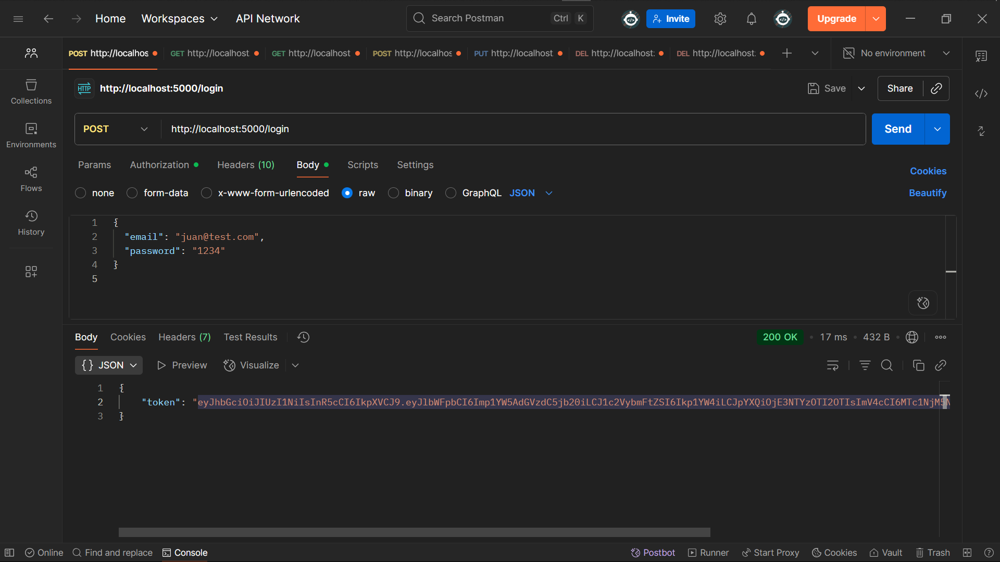 Home Workspaces API Network Search Postman Ctrl K Invite Upgrade
POST http://localhos GET http://localhost. GET http://localhost POST http://localhos PUT http://localhost DEL http://localhost: DEL http://localhost: No environment
HTTP http://localhost:5000/login Save Share
Collections
Environments
Flows
History
POST http://localhost:5000/login Send
Params Authorization Headers (10) Body Scripts Settings Cookies
none form-data x-www-form-urlencoded raw binary GraphQL JSON Beautify
1 {
2 "email": "juan@test.com",
3 "password": "1234"
4 }
5
Body Cookies Headers (7) Test Results 200 OK • 17 ms • 432 B
{} JSON Preview Visualize
1 {
2 "token": "eyJhbGciOiJIUzI1NiIsInR5cCI6IkpXVCJ9.eyJlbWFpbCI6Imp1YW5AdGVzdC5jb20iLCJ1c2VybmFtZSI6Ikp1YW4iLCJpYXQiOjE3NTYzOTI2OTIsImV4cCI6MTc1NjM5N
3 }
Online Find and replace Console Postbot Runner Start Proxy Cookies Vault Trash